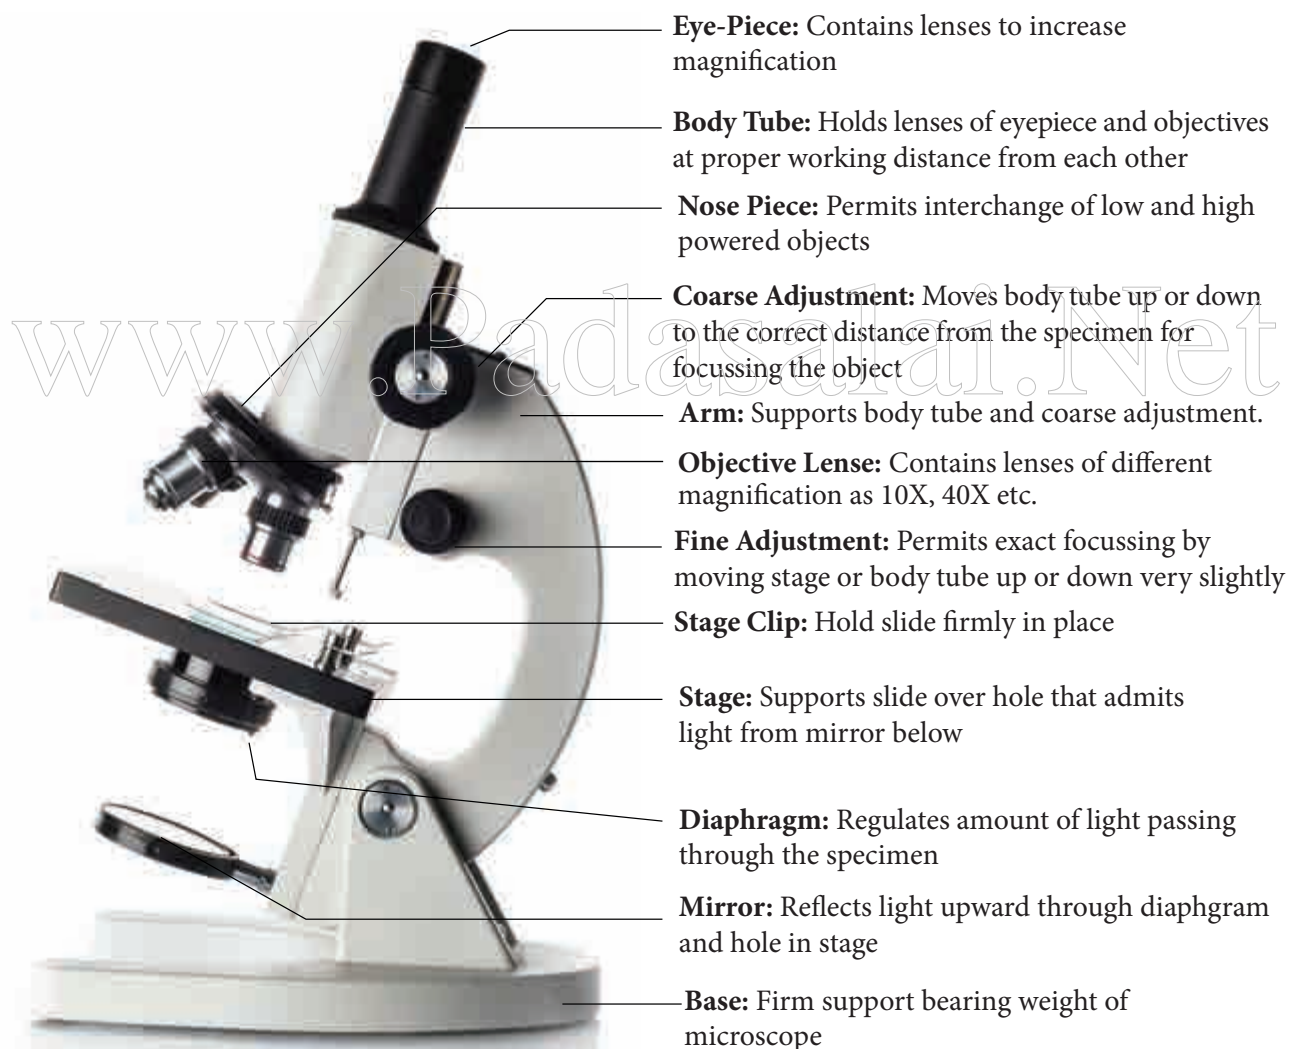 Eye-Piece: Contains lenses to increase
magnification
Body Tube: Holds lenses of eyepiece and objectives
at proper working distance from each other
Nose Piece: Permits interchange of low and high
powered objects
Coarse Adjustment: Moves body tube up or down
to the correct distance from the specimen for
focussing the object
www.Padasalai.Net
Arm: Supports body tube and coarse adjustment.
Objective Lense: Contains lenses of different
magnification as 10X, 40X etc.
Fine Adjustment: Permits exact focussing by
moving stage or body tube up or down very slightly
Stage Clip: Hold slide firmly in place
Stage: Supports slide over hole that admits
light from mirror below
Diaphragm: Regulates amount of light passing
through the specimen
Mirror: Reflects light upward through diaphgram
and hole in stage
Base: Firm support bearing weight of
microscope